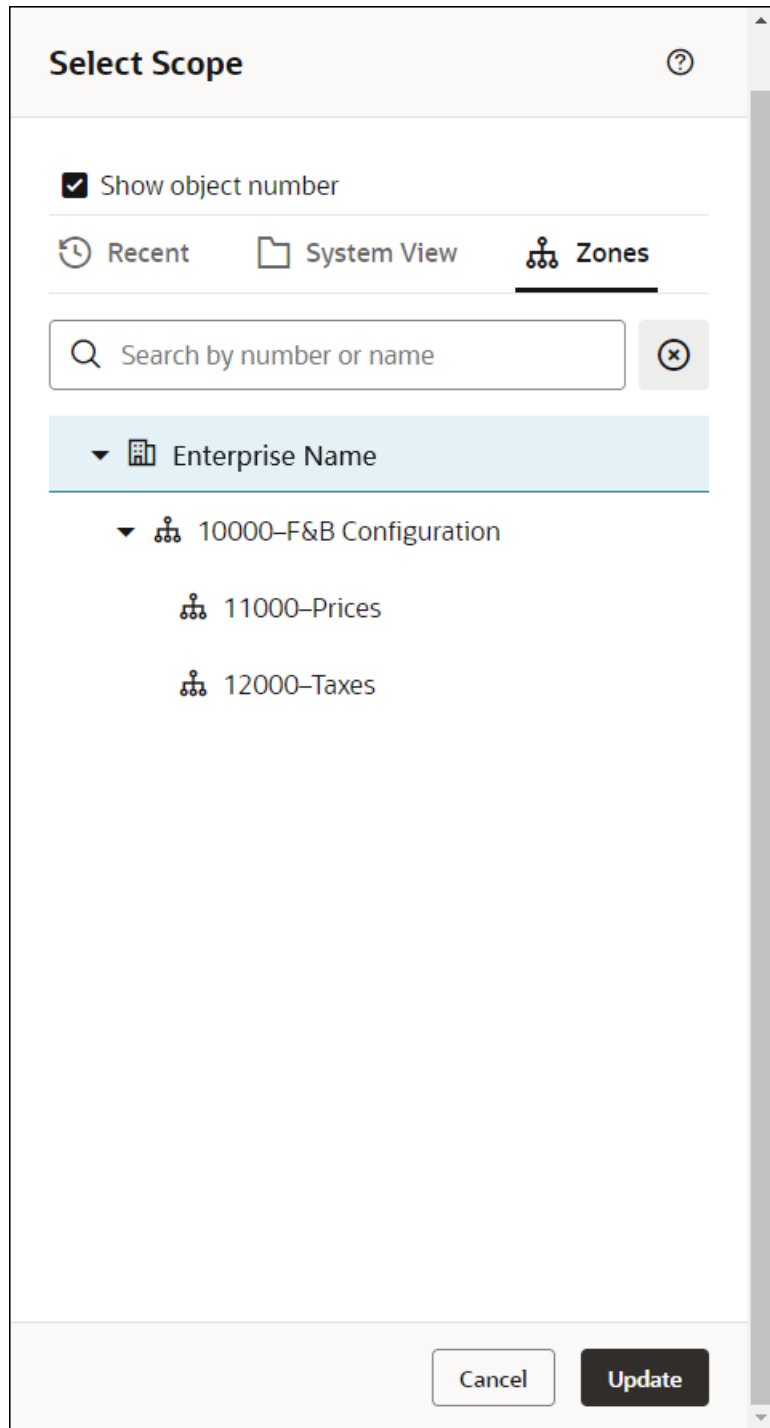 Select Scope
Show object number
Recent System View Zones
Search by number or name
Enterprise Name
10000–F&B Configuration
11000–Prices
12000–Taxes
Cancel Update